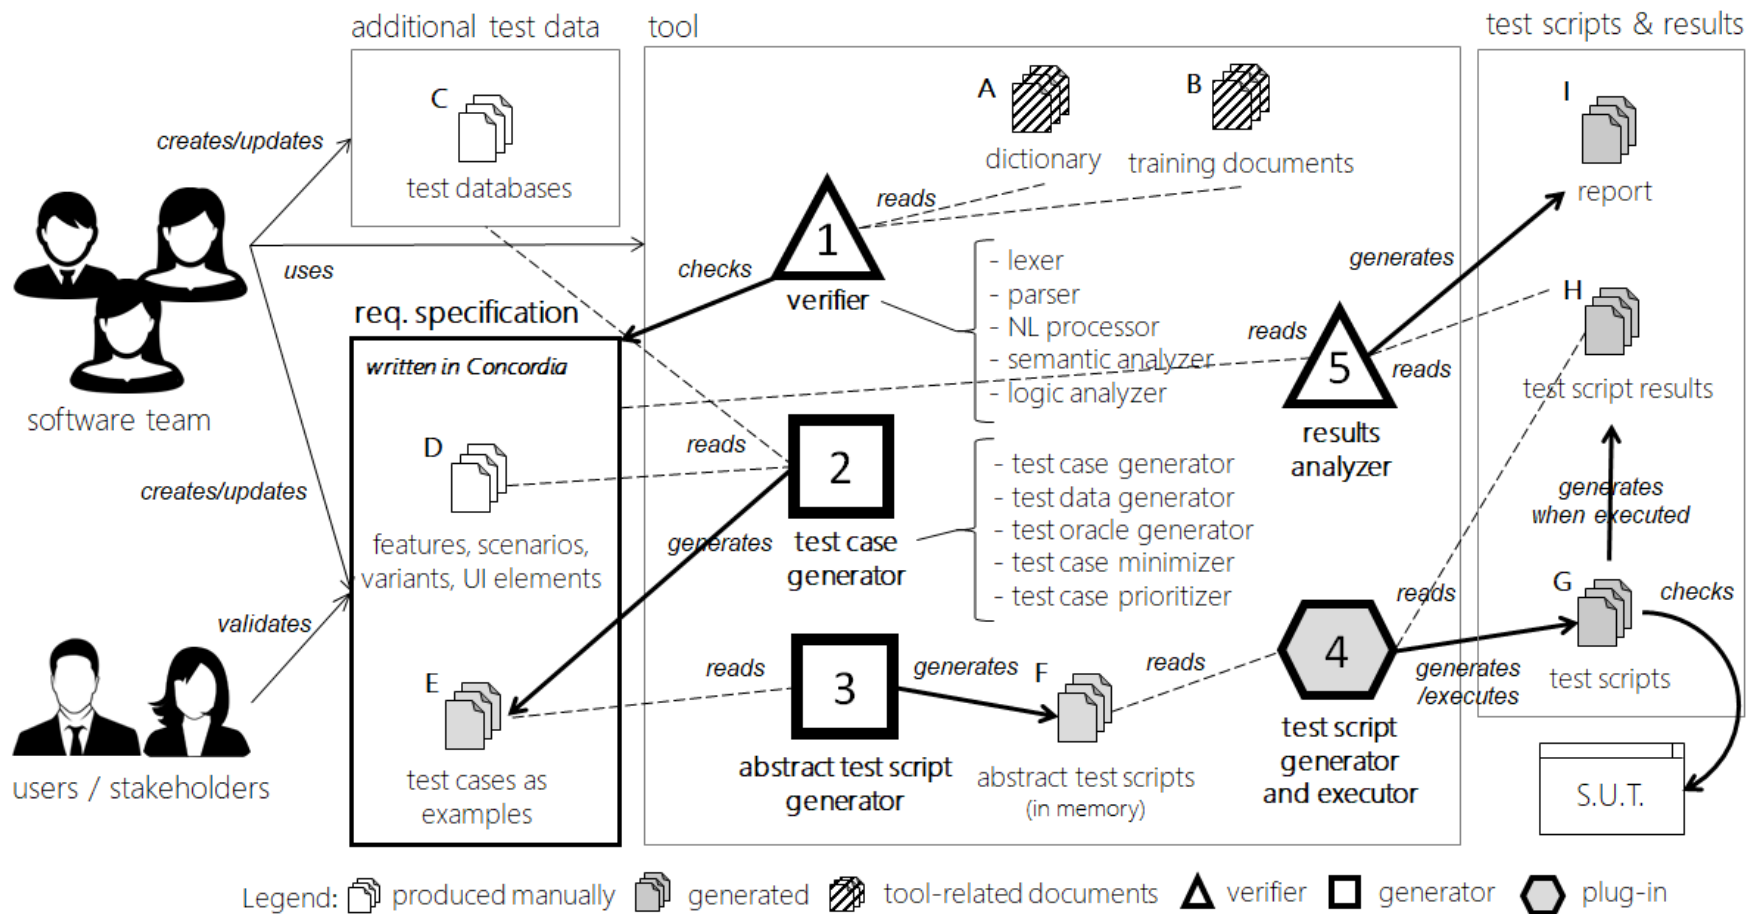 additional test data
tool
test scripts & results
C
test databases
creates/updates
A
dictionary
B
training documents
I
report
reads
1
verifier
checks
uses
- lexer
- parser
- NL processor
- semantic analyzer
- logic analyzer
generates
reads
5
reads
results
analyzer
H
test script results
software team
req. specification
written in Concordia
D
features, scenarios,
variants, UI elements
creates/updates
reads
2
test case
generator
generates
- test case generator
- test data generator
- test oracle generator
- test case minimizer
- test case prioritizer
generates
when executed
G
test scripts
checks
validates
users / stakeholders
E
test cases as
examples
reads
3
abstract test script
generator
generates
F
abstract test scripts
(in memory)
reads
4
reads
test script
generator
and executor
generates
/executes
S.U.T.
Legend:
produced manually
generated
tool-related documents
verifier
generator
plug-in